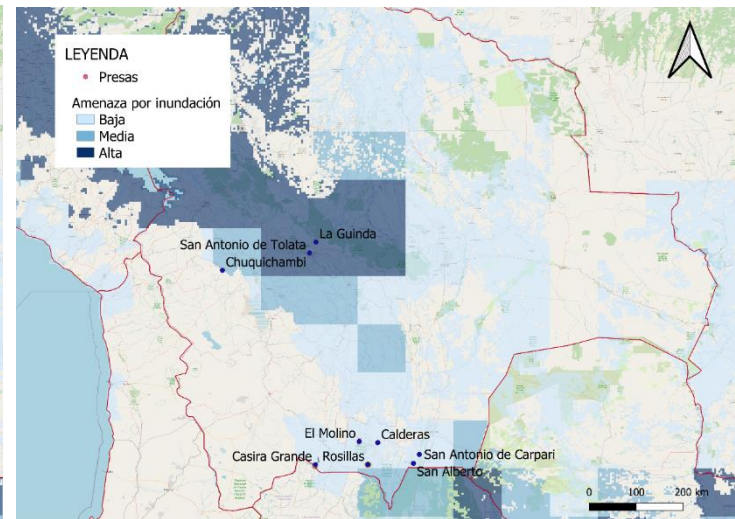 LEYENDA
Presas
Amenaza por inundación
Baja
Media
Alta
La Guinda
San Antonio de Tolata
Chuquichambi
El Molino
Calderas
Casira Grande
Rosillas
San Antonio de Carpari
San Alberto
0 100 200 km